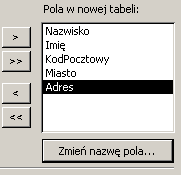 Pola w nowej tabeli:
>
>>
<
<<
Nazwisko
Imię
KodPocztowy
Miasto
Adres
Zmień nazwę pola...